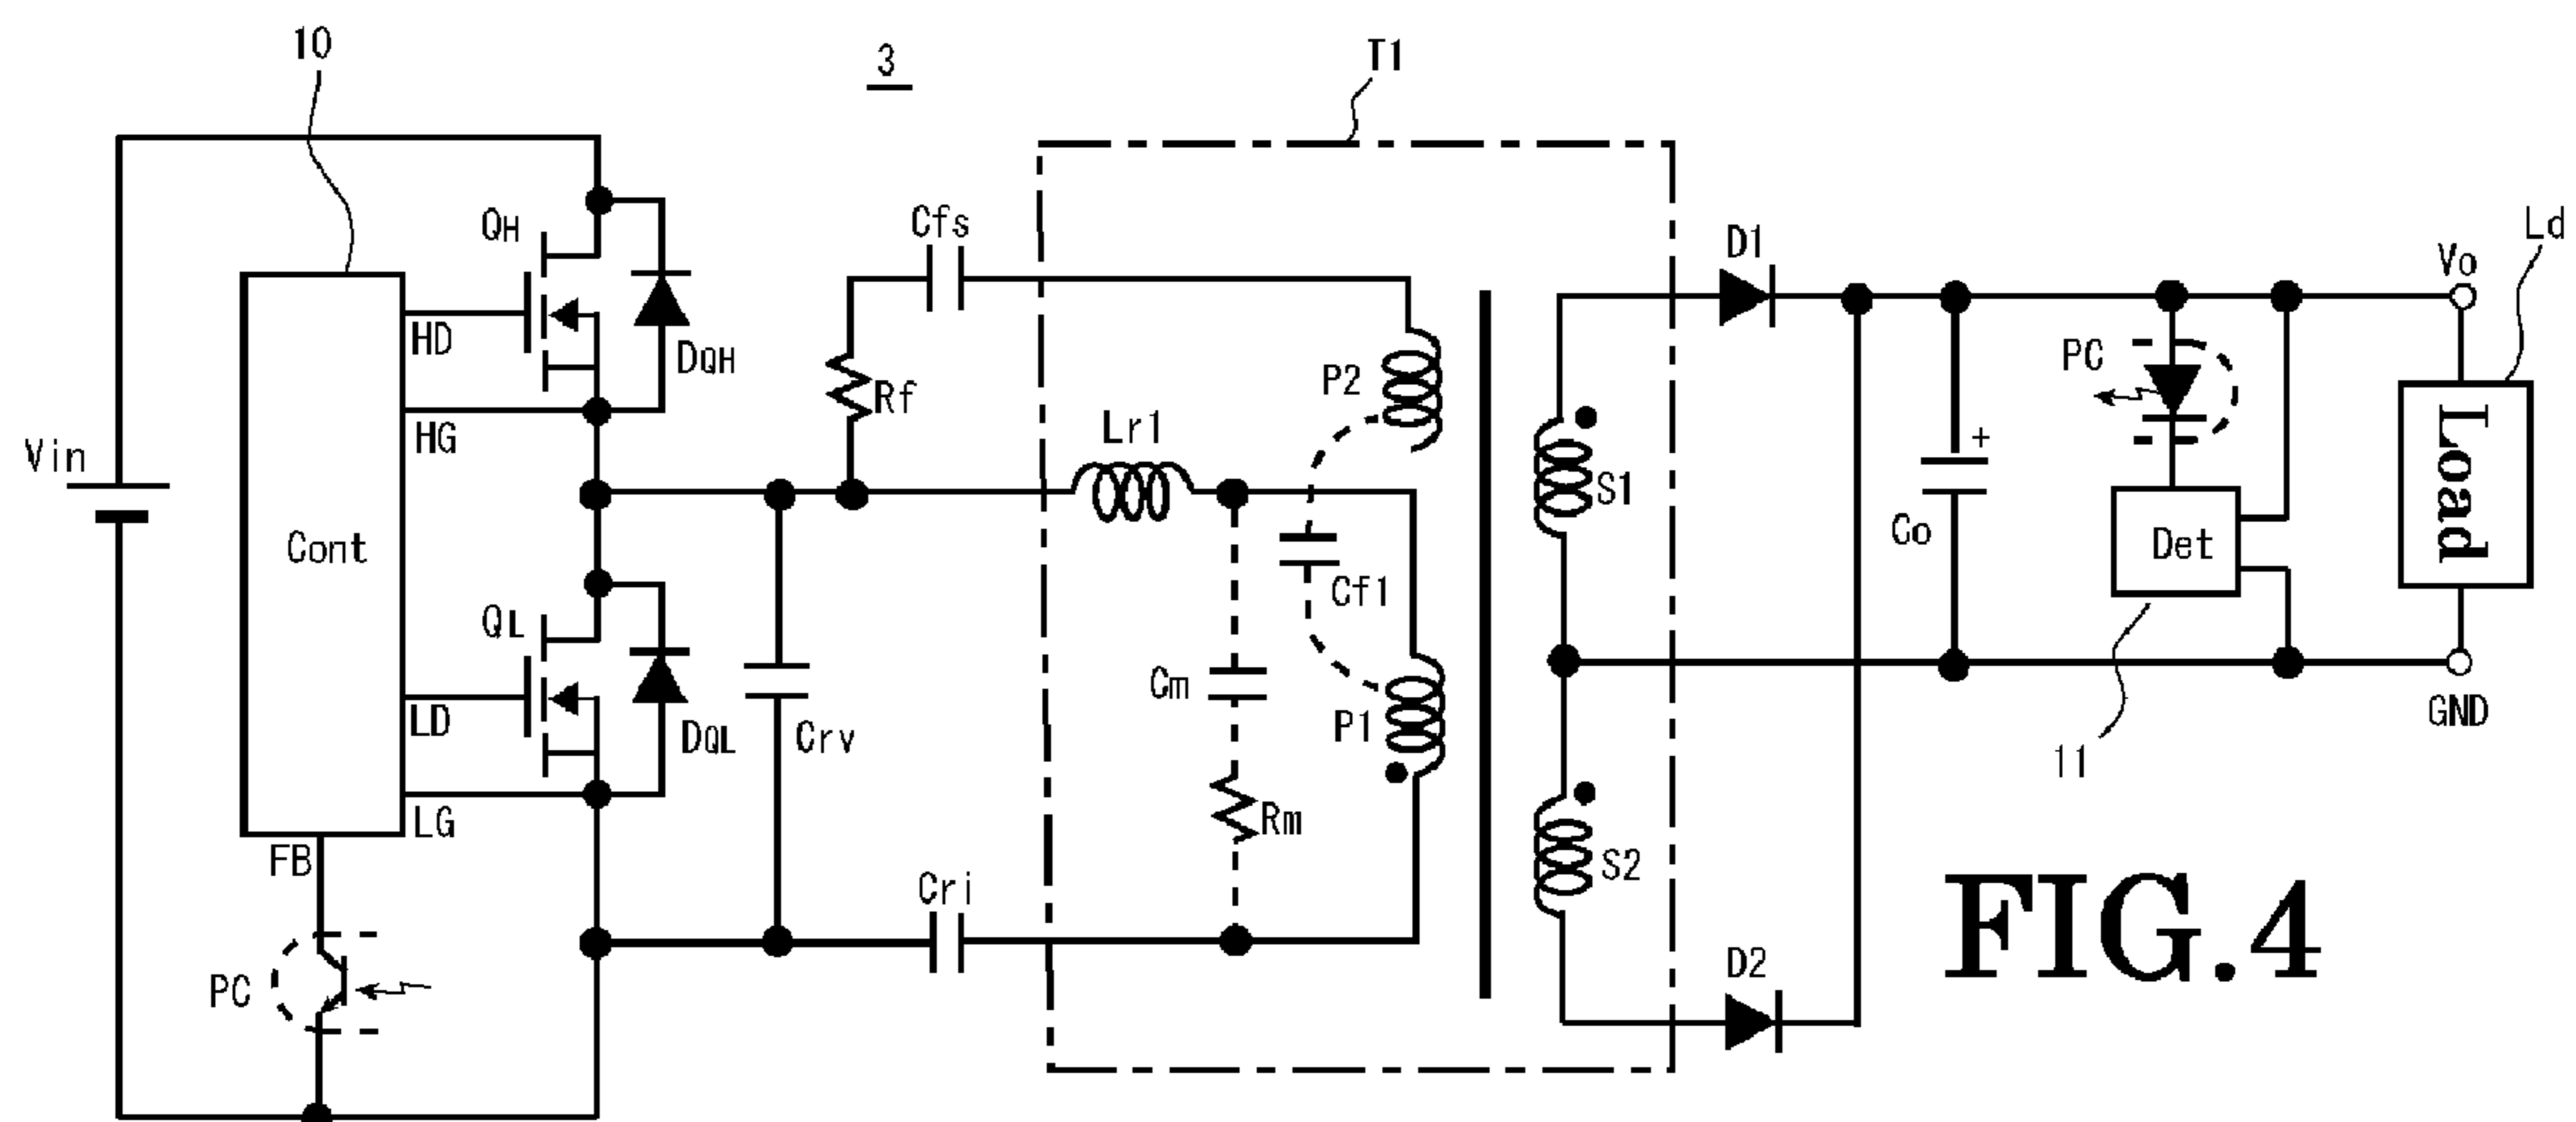 10
3
T1
QH
Cfs
D1
Ld
Vo
HD
DQH
Rf
P2
PC
HG
Lr1
Vin
S1
Load
Cont
Co
+
Det
Cf1
QL
Cm
P1
LD
DQL
Crv
GND
11
LG
Rm
FB
S2
Cri
D2
PC
FIG.4